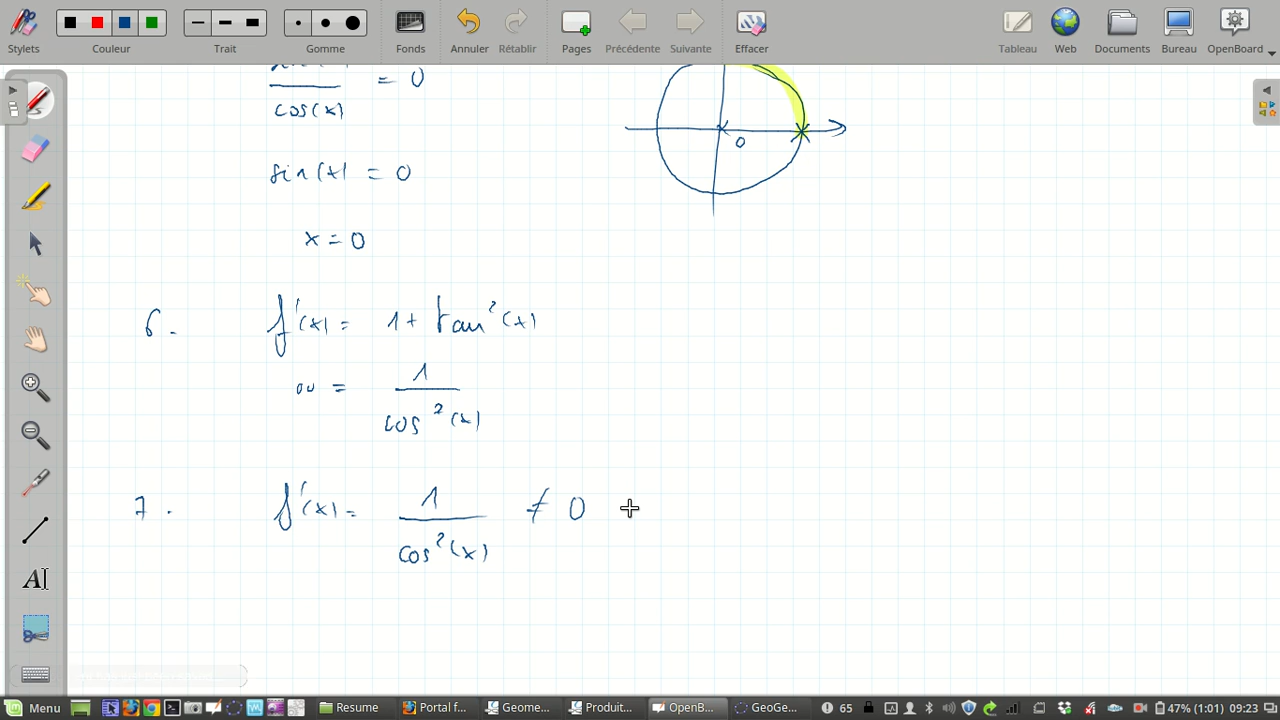 Stylets Couleur Trait Gomme Fonds Annuler Rétablir Pages Précédente Suivante Effacer Tableau Web Documents Bureau OpenBoard
cos(x) = 0
sin(x) = 0
0
x = 0
6. f'(x) = 1 + tan²(x)
ou = 1
cos²(x)
7. f'(x) = 1 ≠ 0
cos²(x)
Menu Resume Portal f... Geome... Produit... OpenB... GeoGe... 65 47% (1:01) 09:23